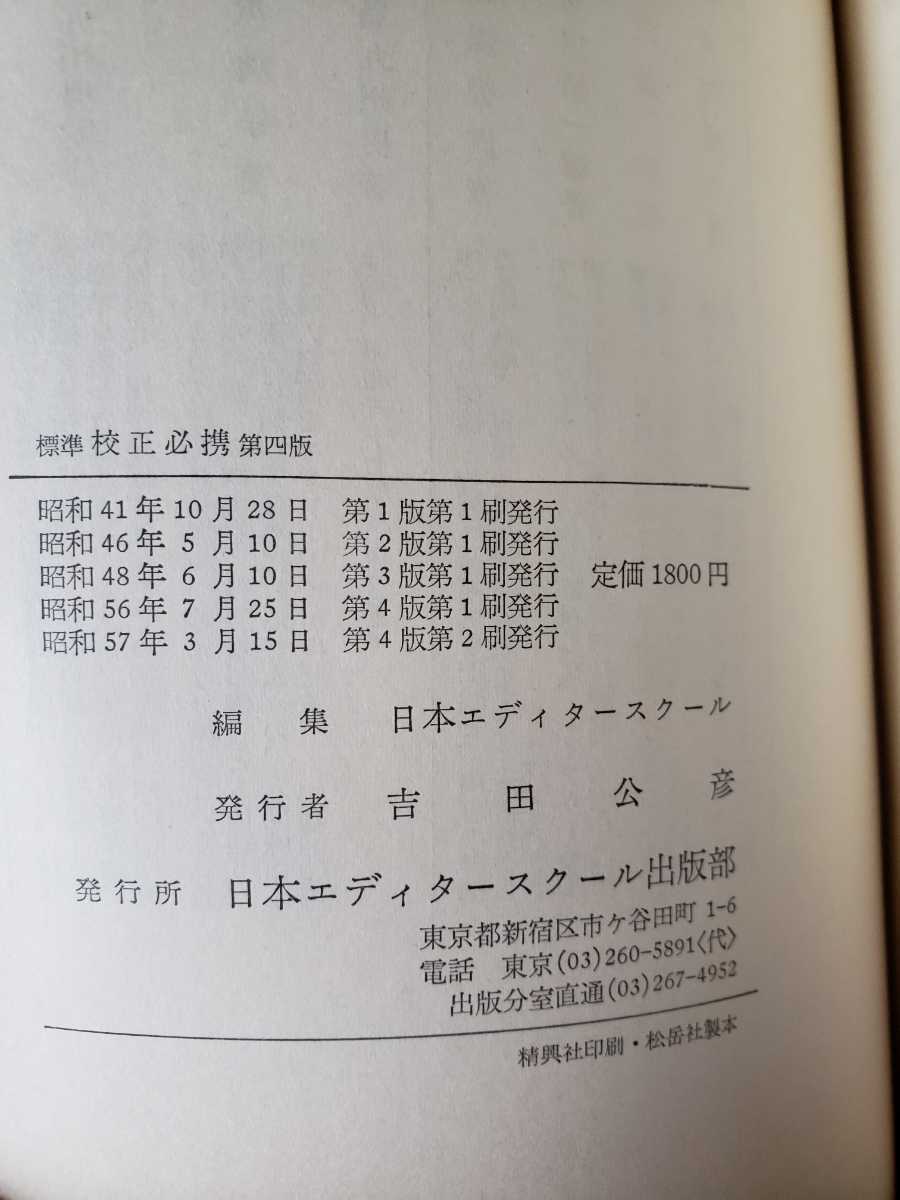 標準 校正必携 第四版
昭和 41 年 10 月 28 日 第 1 版第 1 刷発行
昭和 46 年 5 月 10 日 第 2 版第 1 刷発行
昭和 48 年 6 月 10 日 第 3 版第 1 刷発行 定価 1800 円
昭和 56 年 7 月 25 日 第 4 版第 1 刷発行
昭和 57 年 3 月 15 日 第 4 版第 2 刷発行
編集 日本エディタースクール
発行者 吉田公彦
発行所 日本エディタースクール出版部
東京都新宿区市ケ谷田町 1-6
電話 東京(03)260-5891〈代〉
出版分室直通(03)267-4952
精興社印刷・松岳社製本